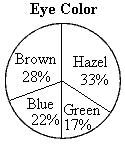 Eye Color
Brown
28%
Hazel
33%
Blue
22%
Green
17%